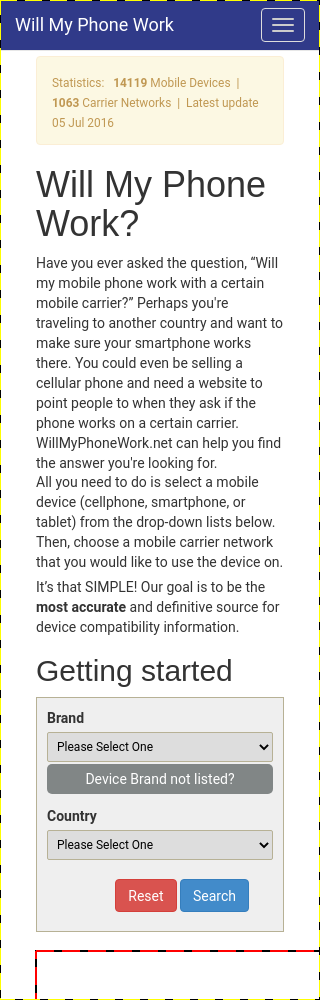 Will My Phone Work
Statistics: 14119 Mobile Devices |
1063 Carrier Networks | Latest update
05 Jul 2016
Will My Phone
Work?
Have you ever asked the question, “Will
my mobile phone work with a certain
mobile carrier?” Perhaps you're
traveling to another country and want to
make sure your smartphone works
there. You could even be selling a
cellular phone and need a website to
point people to when they ask if the
phone works on a certain carrier.
WillMyPhoneWork.net can help you find
the answer you're looking for.
All you need to do is select a mobile
device (cellphone, smartphone, or
tablet) from the drop-down lists below.
Then, choose a mobile carrier network
that you would like to use the device on.
It’s that SIMPLE! Our goal is to be the
most accurate and definitive source for
device compatibility information.
Getting started
Brand
Please Select One
Device Brand not listed?
Country
Please Select One
Reset Search